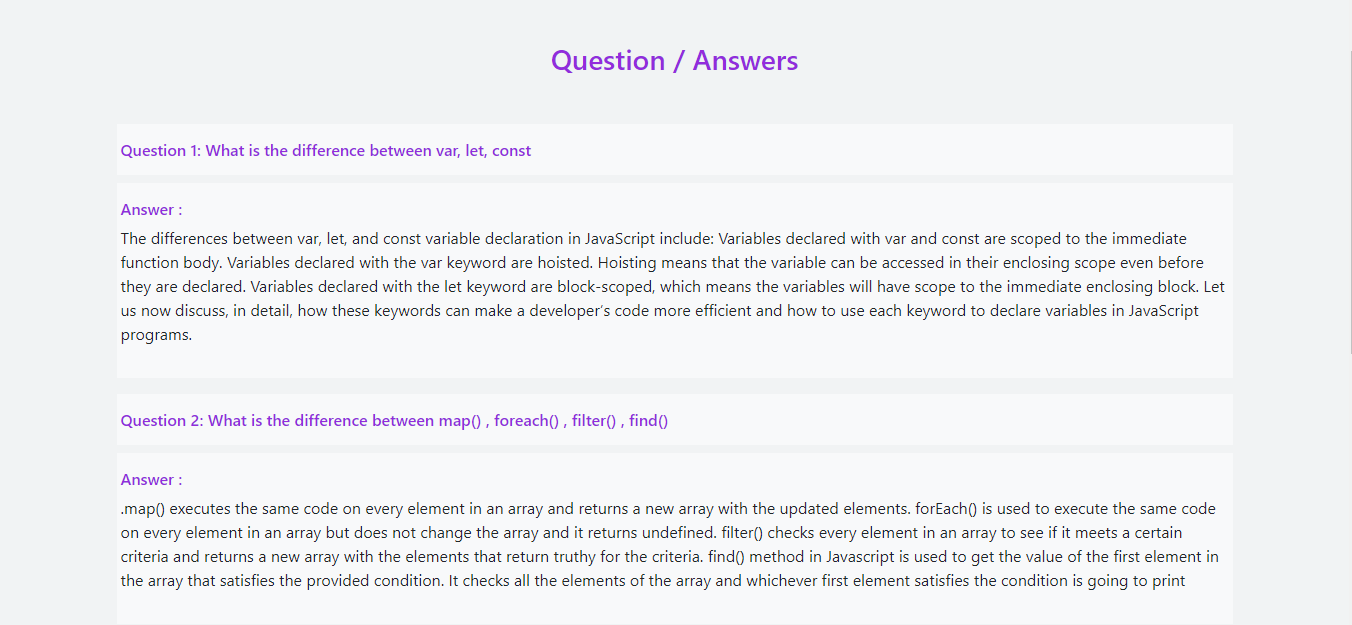 Question / Answers
Question 1: What is the difference between var, let, const
Answer :
The differences between var, let, and const variable declaration in JavaScript include: Variables declared with var and const are scoped to the immediate
function body. Variables declared with the var keyword are hoisted. Hoisting means that the variable can be accessed in their enclosing scope even before
they are declared. Variables declared with the let keyword are block-scoped, which means the variables will have scope to the immediate enclosing block. Let
us now discuss, in detail, how these keywords can make a developer’s code more efficient and how to use each keyword to declare variables in JavaScript
programs.
Question 2: What is the difference between map() , foreach() , filter() , find()
Answer :
.map() executes the same code on every element in an array and returns a new array with the updated elements. forEach() is used to execute the same code
on every element in an array but does not change the array and it returns undefined. filter() checks every element in an array to see if it meets a certain
criteria and returns a new array with the elements that return truthy for the criteria. find() method in Javascript is used to get the value of the first element in
the array that satisfies the provided condition. It checks all the elements of the array and whichever first element satisfies the condition is going to print